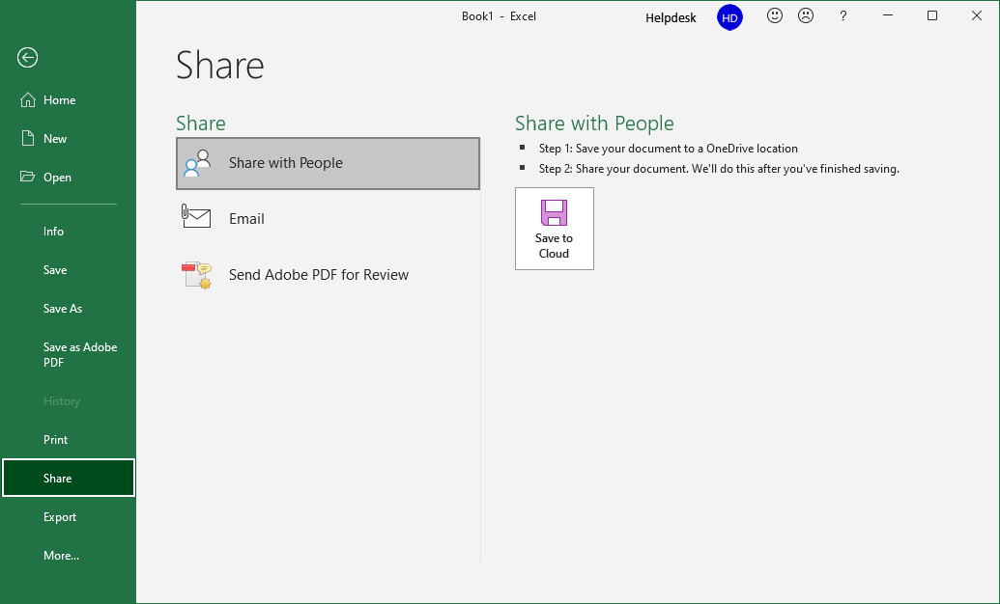 Book1 - Excel
Helpdesk
HD
?
Home
New
Open
Info
Save
Save As
Save as Adobe
PDF
History
Print
Share
Export
More...
Share
Share
Share with People
Email
Send Adobe PDF for Review
Share with People
Step 1: Save your document to a OneDrive location
Step 2: Share your document. We'll do this after you've finished saving.
Save to
Cloud